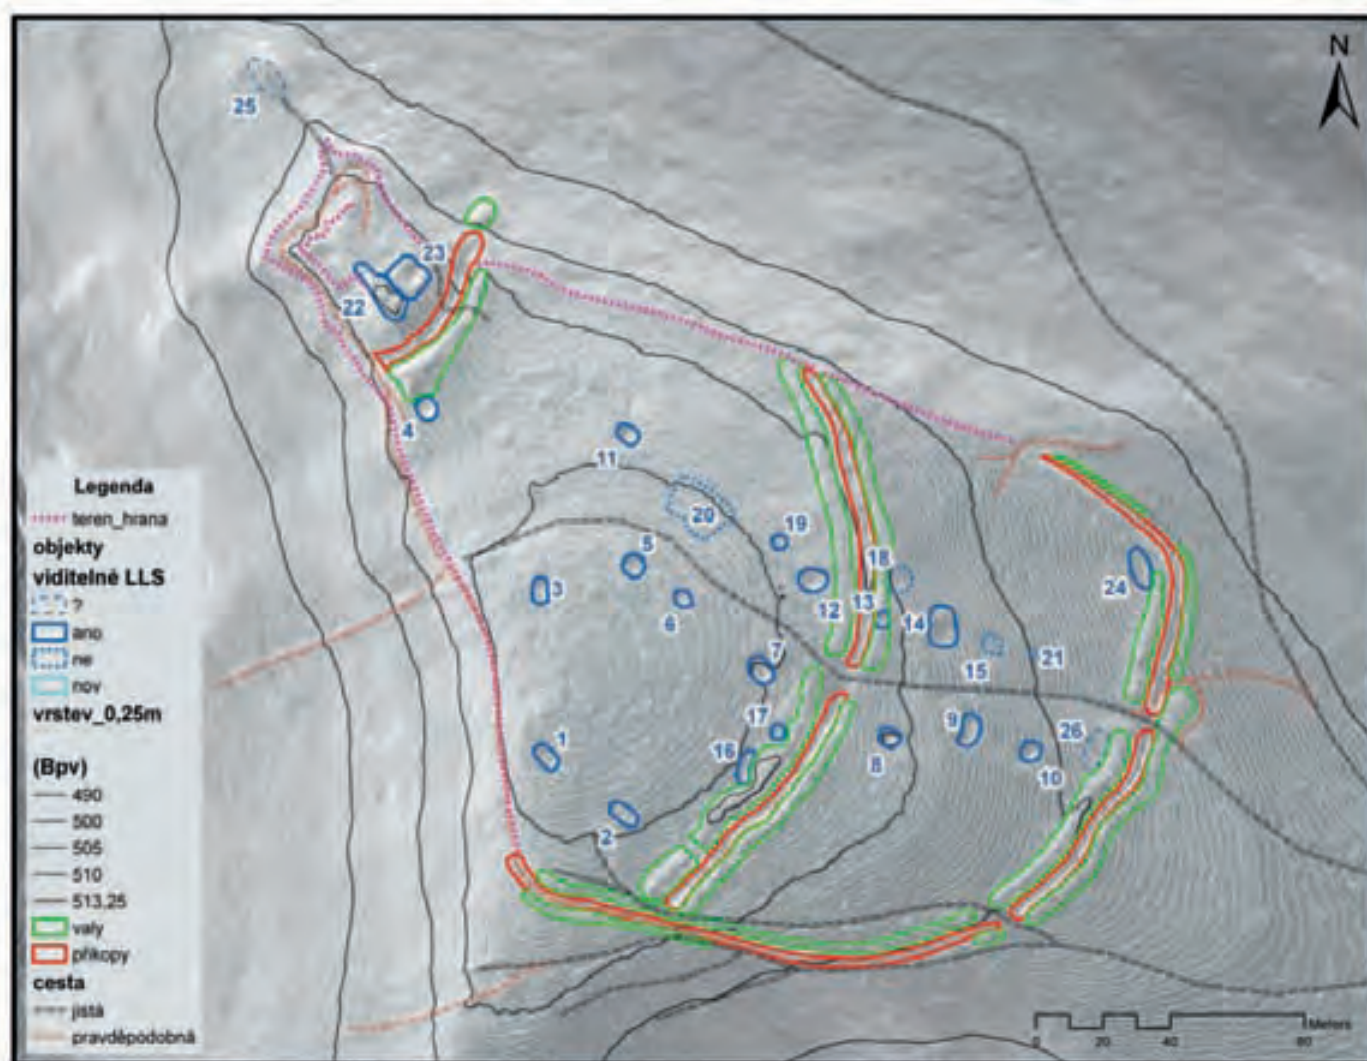 N
25
23
22
4
11
20
19
5
18
3
24
6
12
13
14
7
15
21
17
9
1
16
26
8
10
2
Legenda
teren_hrana
objekty
viditelné LLS
?
ano
ne
nov
vrstev_0,25m
(Bpv)
490
500
505
510
513,25
valy
příkopy
cesta
jistá
pravděpodobná
Meters
0 20 40 80